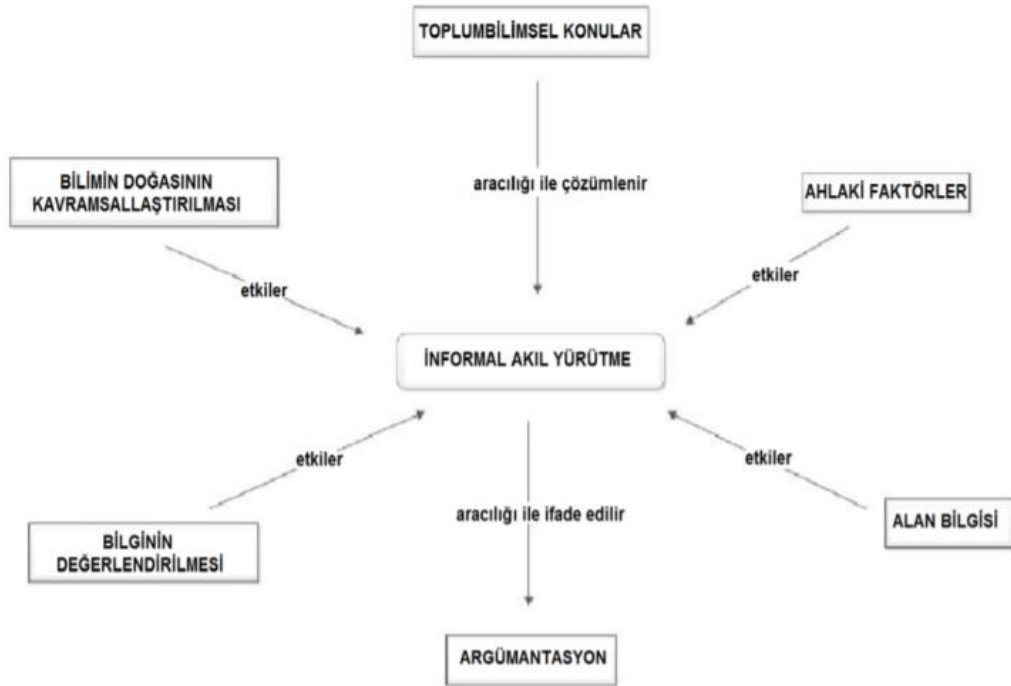 TOPLUMBİLİMSEL KONULAR
aracılığı ile çözümlenir
BİLİMİN DOĞASININ
KAVRAMSALLAŞTIRILMASI
AHLAKİ FAKTÖRLER
etkiler
etkiler
İNFORMAL AKIL YÜRÜTME
etkiler
etkiler
aracılığı ile ifade edilir
BİLGİNİN
DEĞERLENDİRİLMESİ
ALAN BİLGİSİ
ARGÜMANTASYON